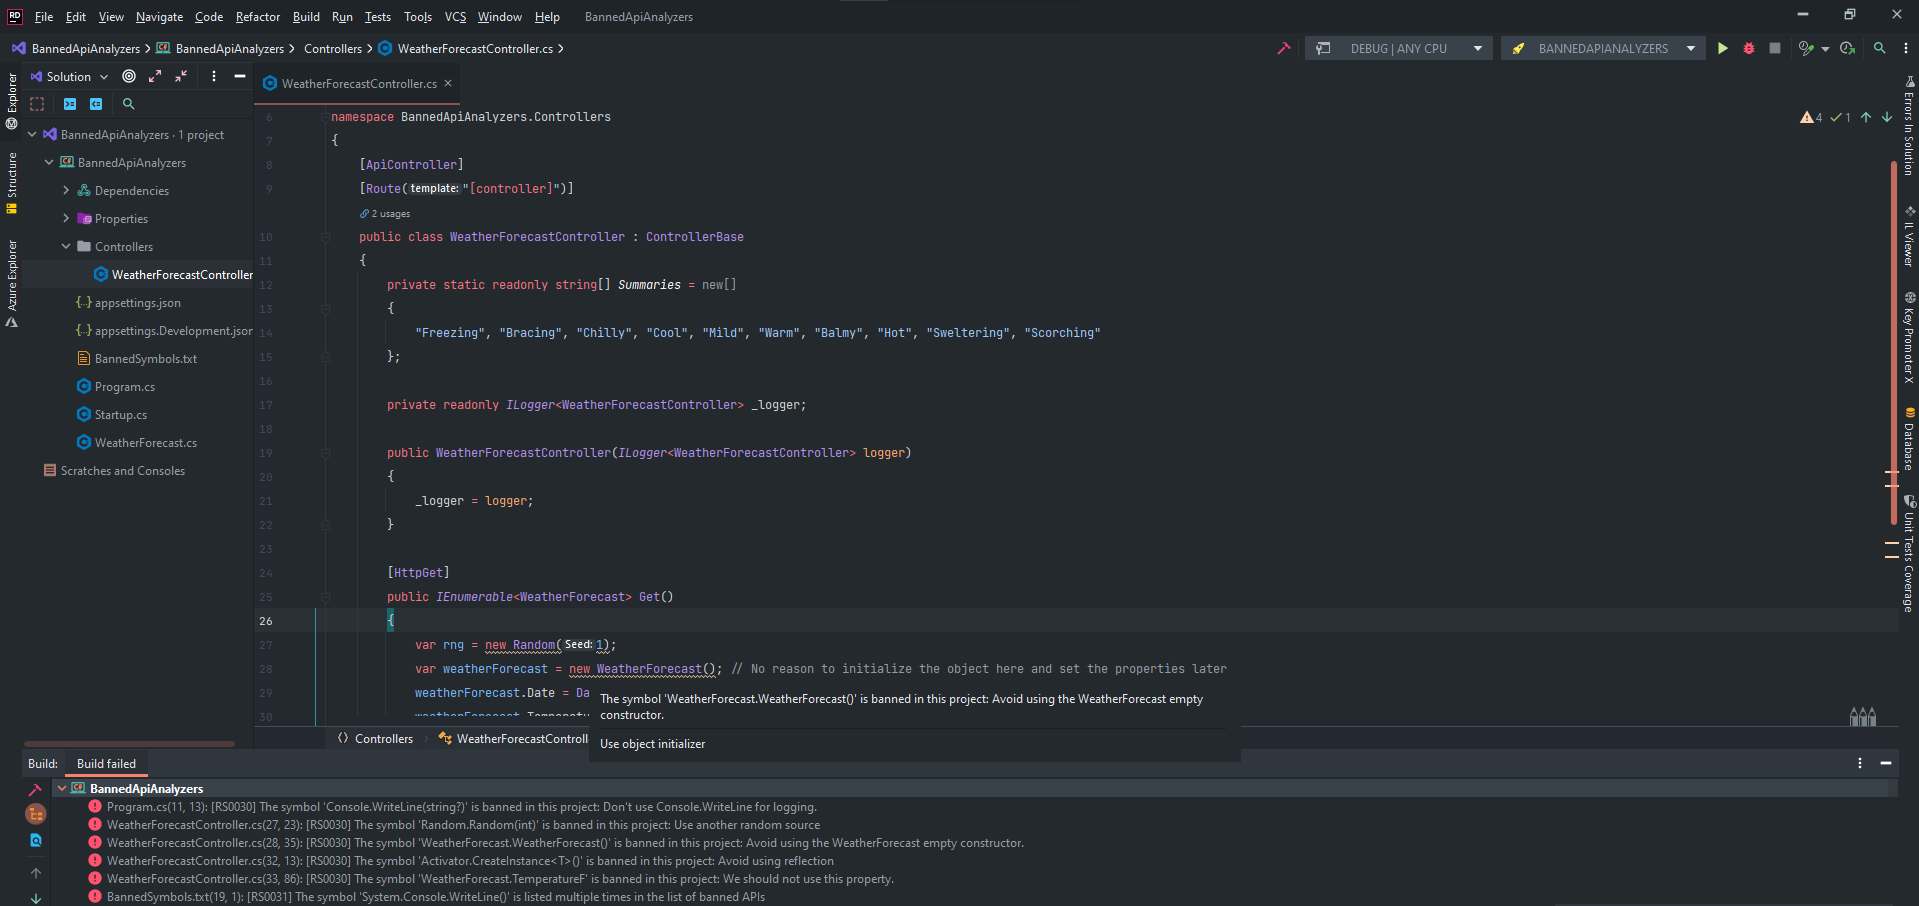 RD File Edit View Navigate Code Refactor Build Run Tests Tools VCS Window Help BannedApiAnalyzers
BannedApiAnalyzers BannedApiAnalyzers Controllers WeatherForecastController.cs DEBUG | ANY CPU BANNEDAPIANALYZERS
Explorer
Structure
Azure Explorer
Solution
BannedApiAnalyzers · 1 project
BannedApiAnalyzers
Dependencies
Properties
Controllers
WeatherForecastController
appsettings.json
appsettings.Development.json
BannedSymbols.txt
Program.cs
Startup.cs
WeatherForecast.cs
Scratches and Consoles
WeatherForecastController.cs
4 1
6 namespace BannedApiAnalyzers.Controllers
7 {
8 [ApiController]
9 [Route(template: "[controller]")]
2 usages
10 public class WeatherForecastController : ControllerBase
11 {
12 private static readonly string[] Summaries = new[]
13 {
14 "Freezing", "Bracing", "Chilly", "Cool", "Mild", "Warm", "Balmy", "Hot", "Sweltering", "Scorching"
15 };
16
17 private readonly ILogger<WeatherForecastController> _logger;
18
19 public WeatherForecastController(ILogger<WeatherForecastController> logger)
20 {
21 _logger = logger;
22 }
23
24 [HttpGet]
25 public IEnumerable<WeatherForecast> Get()
26 {
27 var rng = new Random(Seed: 1);
28 var weatherForecast = new WeatherForecast(); // No reason to initialize the object here and set the properties later
29 weatherForecast.Date = Da
30 weatherForecast.Temperatu
The symbol 'WeatherForecast.WeatherForecast()' is banned in this project: Avoid using the WeatherForecast empty
constructor.
Use object initializer
Controllers WeatherForecastControll
Errors In Solution
IL Viewer
Key Promoter X
Database
Unit Tests Coverage
Build: Build failed
BannedApiAnalyzers
Program.cs(11, 13): [RS0030] The symbol 'Console.WriteLine(string?)' is banned in this project: Don't use Console.WriteLine for logging.
WeatherForecastController.cs(27, 23): [RS0030] The symbol 'Random.Random(int)' is banned in this project: Use another random source
WeatherForecastController.cs(28, 35): [RS0030] The symbol 'WeatherForecast.WeatherForecast()' is banned in this project: Avoid using the WeatherForecast empty constructor.
WeatherForecastController.cs(32, 13): [RS0030] The symbol 'Activator.CreateInstance<T>()' is banned in this project: Avoid using reflection
WeatherForecastController.cs(33, 86): [RS0030] The symbol 'WeatherForecast.TemperatureF' is banned in this project: We should not use this property.
BannedSymbols.txt(19, 1): [RS0031] The symbol 'System.Console.WriteLine()' is listed multiple times in the list of banned APIs